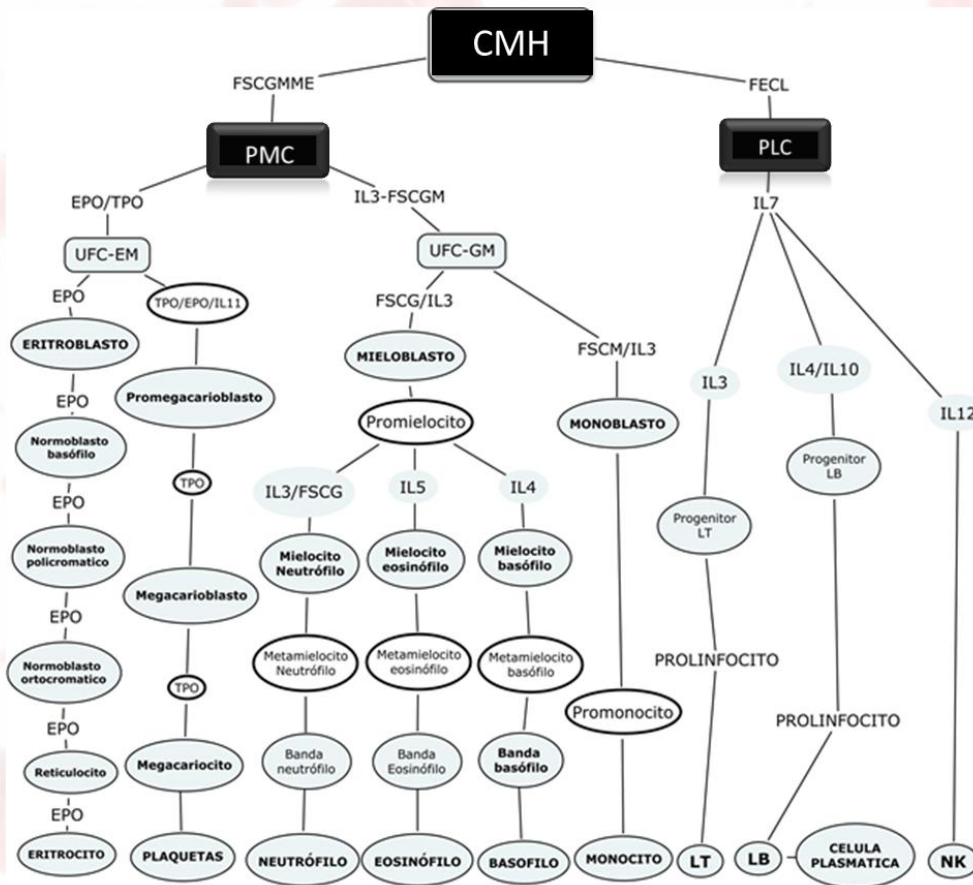 CMH
FSCGMME
FECL
PMC
PLC
EPO/TPO
IL3-FSCGM
IL7
UFC-EM
UFC-GM
EPO
TPO/EPO/IL11
FSCG/IL3
FSCM/IL3
ERITROBLASTO
MIELOBLASTO
IL3
IL4/IL10
IL12
EPO
Promegacarioblasto
Promielocito
MONOBLASTO
Normoblasto
basófilo
Progenitor
LB
TPO
IL3/FSCG
IL5
IL4
EPO
Progenitor
LT
Normoblasto
policromatico
Mielocito
Neutrófilo
Mielocito
eosinófilo
Mielocito
basófilo
Megacarioblasto
EPO
Normoblasto
ortocromatico
Metamielocito
Neutrófilo
Metamielocito
eosinófilo
Metamielocito
basófilo
PROLINFOCITO
TPO
Promonocito
PROLINFOCITO
EPO
Reticulocito
Megacariocito
Banda
neutrófilo
Banda
Eosinófilo
Banda
basófilo
EPO
ERITROCITO
PLAQUETAS
NEUTRÓFILO
EOSINÓFILO
BASOFILO
MONOCITO
LT
LB
CELULA
PLASMATICA
NK